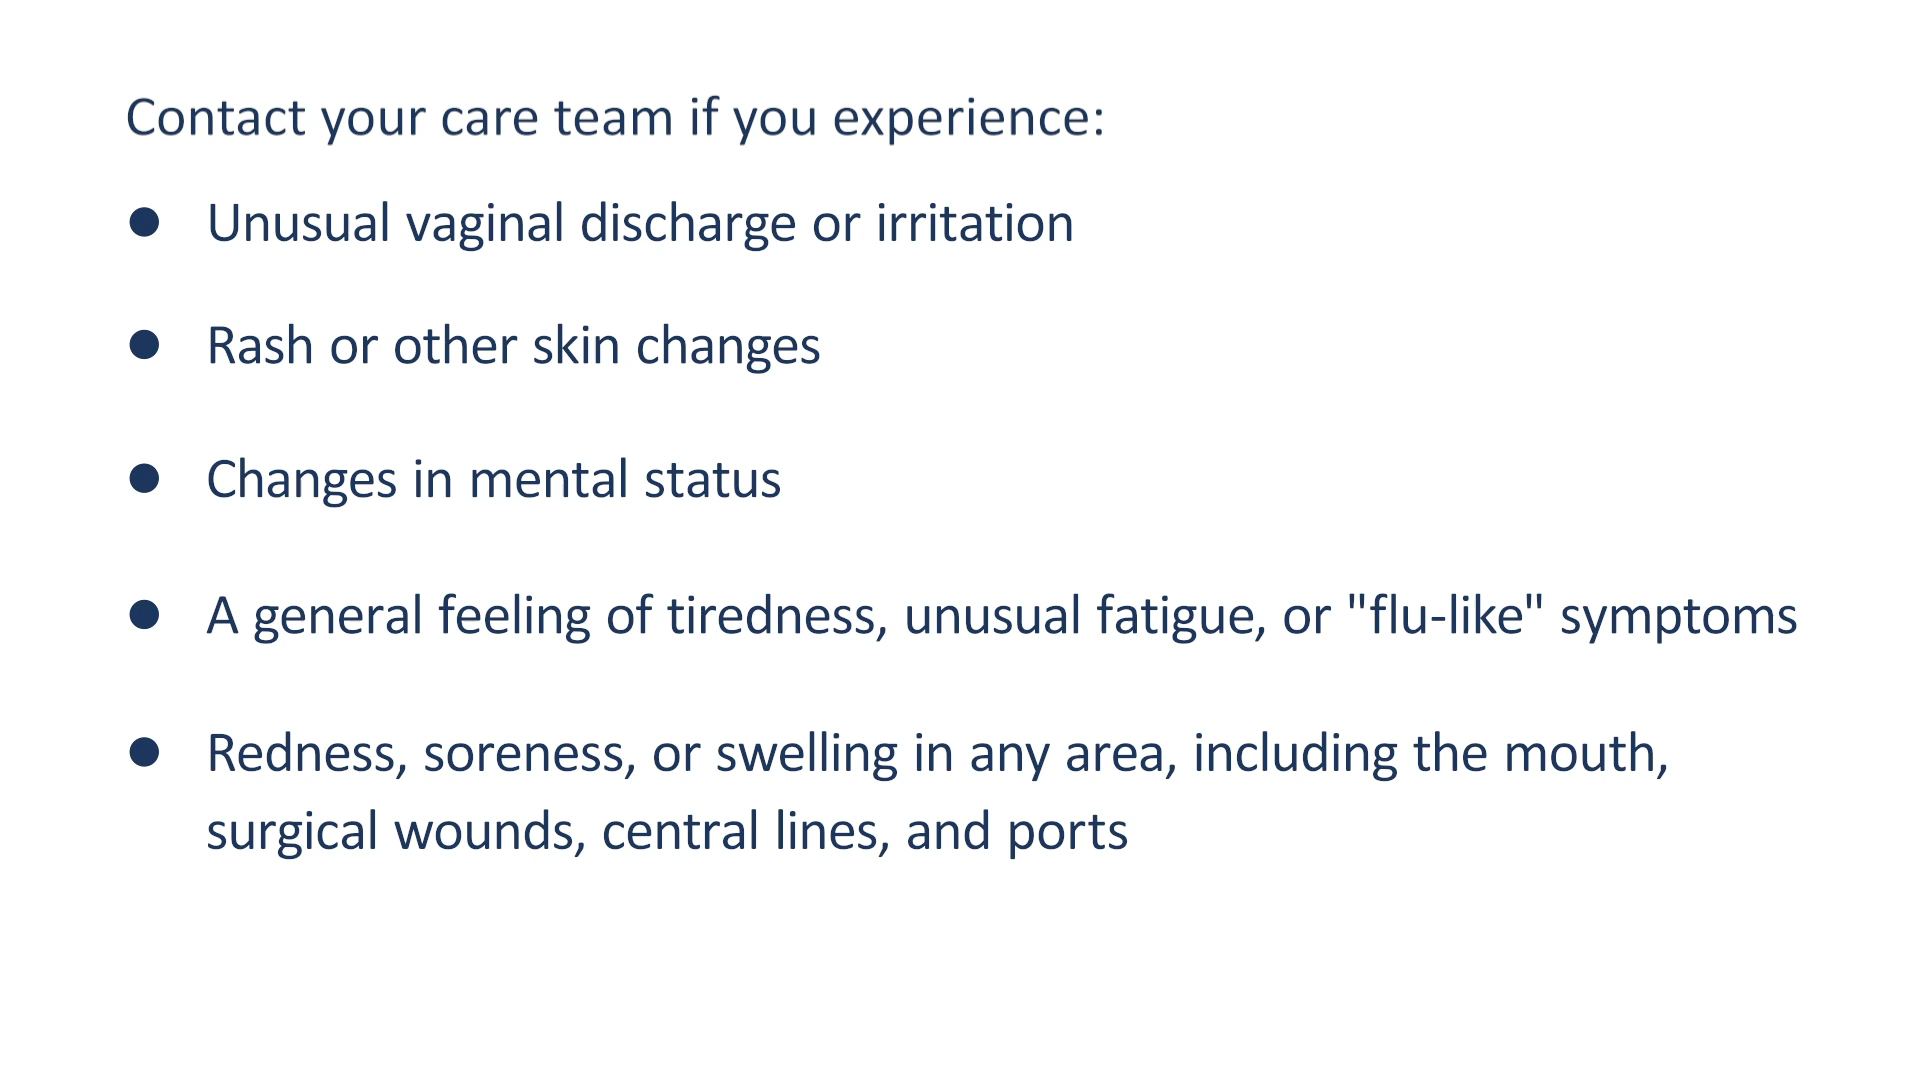 Contact your care team if you experience:
● Unusual vaginal discharge or irritation
● Rash or other skin changes
● Changes in mental status
● A general feeling of tiredness, unusual fatigue, or "flu-like" symptoms
● Redness, soreness, or swelling in any area, including the mouth,
surgical wounds, central lines, and ports